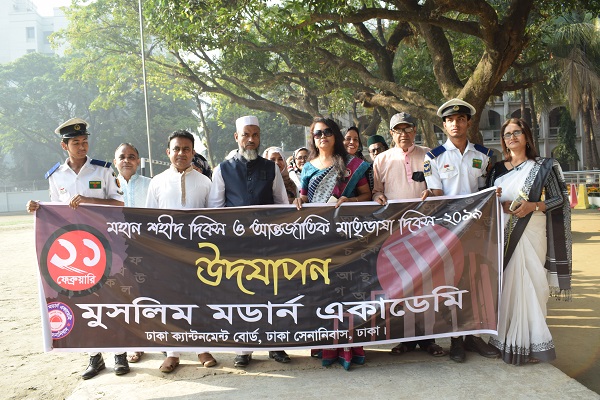 মহান শহীদ দিবস ও আন্তর্জাতিক মাতৃভাষা দিবস-২০১৯
২১
ফেব্রুয়ারি
উদযাপন
মুসলিম মডার্ন একাডেমি
ঢাকা ক্যান্টনমেন্ট বোর্ড, ঢাকা সেনানিবাস, ঢাকা।